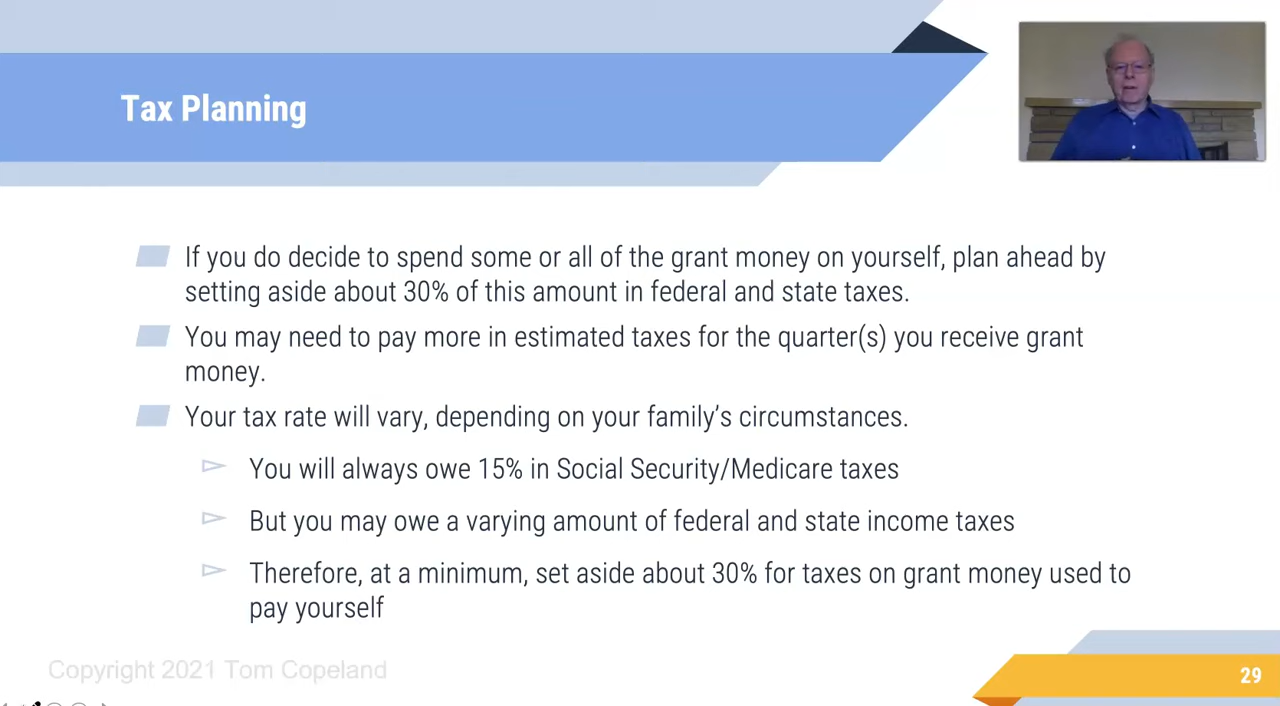 Tax Planning
If you do decide to spend some or all of the grant money on yourself, plan ahead by
setting aside about 30% of this amount in federal and state taxes.
You may need to pay more in estimated taxes for the quarter(s) you receive grant
money.
Your tax rate will vary, depending on your family’s circumstances.
You will always owe 15% in Social Security/Medicare taxes
But you may owe a varying amount of federal and state income taxes
Therefore, at a minimum, set aside about 30% for taxes on grant money used to
pay yourself
Copyright 2021 Tom Copeland
29